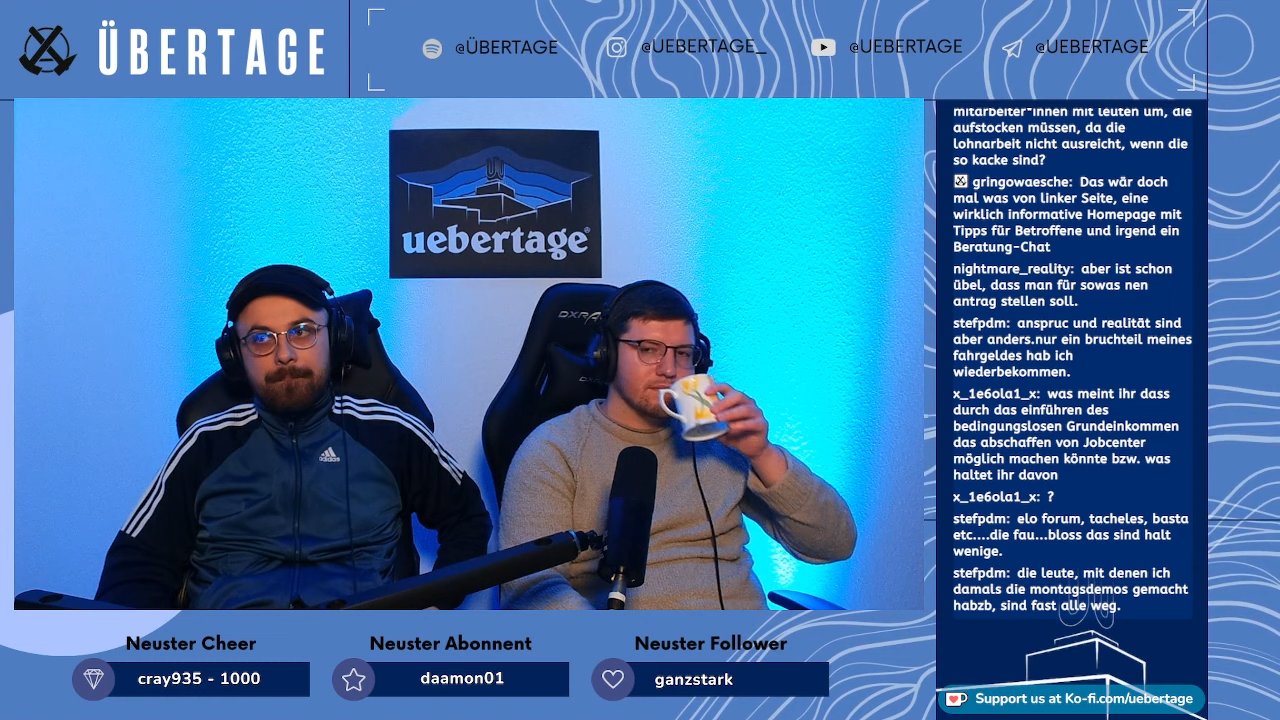 ÜBERTAGE
@ÜBERTAGE
@UEBERTAGE_
@UEBERTAGE
@UEBERTAGE
uebertage®
DXRA
adidas
mitarbeiter*innen mit leuten um, die
aufstocken müssen, da die
lohnarbeit nicht ausreicht, wenn die
so kacke sind?
gringowaesche: Das wär doch
mal was von linker Seite, eine
wirklich informative Homepage mit
Tipps für Betroffene und irgend ein
Beratung-Chat
nightmare_reality: aber ist schon
übel, dass man für sowas nen
antrag stellen soll.
stefpdm: anspruc und realität sind
aber anders.nur ein bruchteil meines
fahrgeldes hab ich
wiederbekommen.
x_1e6ola1_x: was meint ihr dass
durch das einführen des
bedingungslosen Grundeinkommen
das abschaffen von Jobcenter
möglich machen könnte bzw. was
haltet ihr davon
x_1e6ola1_x: ?
stefpdm: elo forum, tacheles, basta
etc....die fau...bloss das sind halt
wenige.
stefpdm: die leute, mit denen ich
damals die montagsdemos gemacht
habzb, sind fast alle weg.
Neuster Cheer
cray935 - 1000
Neuster Abonnent
daamon01
Neuster Follower
ganzstark
Support us at Ko-fi.com/uebertage